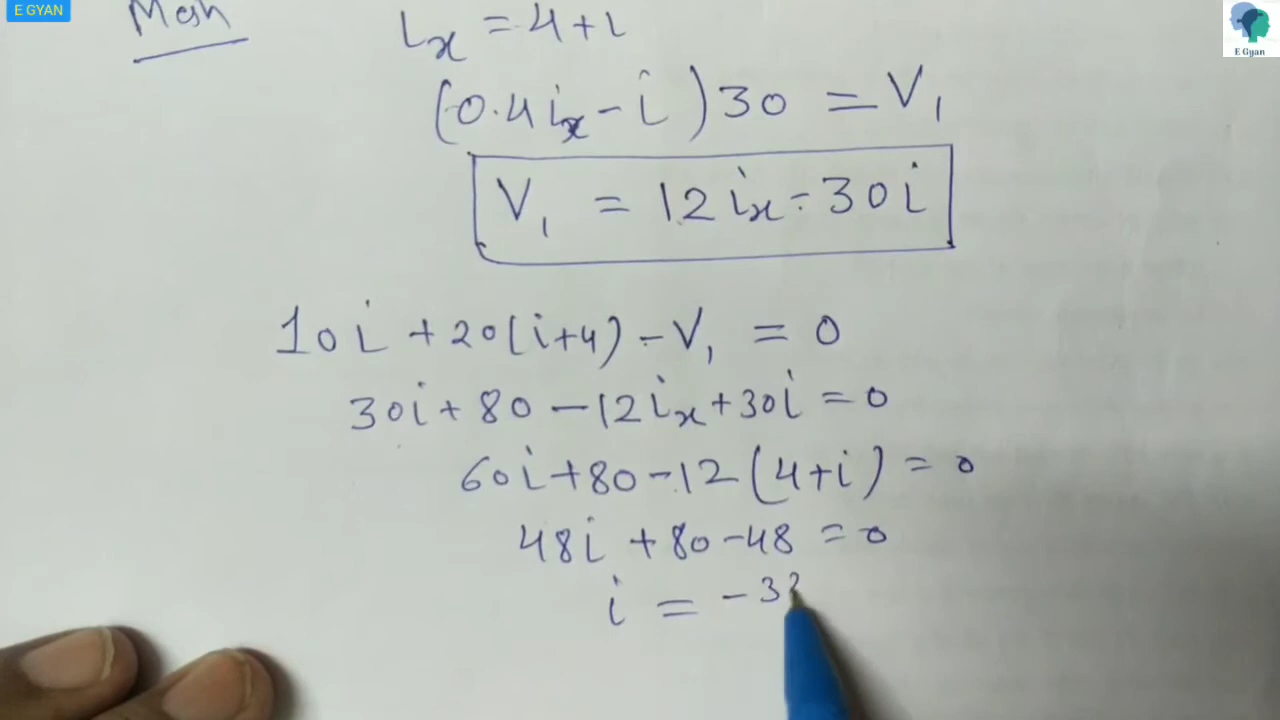 E GYAN
Mesh
E Gyan
ix = 4+i
(0.4ix - i)30 = V1
V1 = 12ix - 30i
10i + 20(i+4) - V1 = 0
30i + 80 - 12ix + 30i = 0
60i + 80 - 12(4+i) = 0
48i + 80 - 48 = 0
i = -32